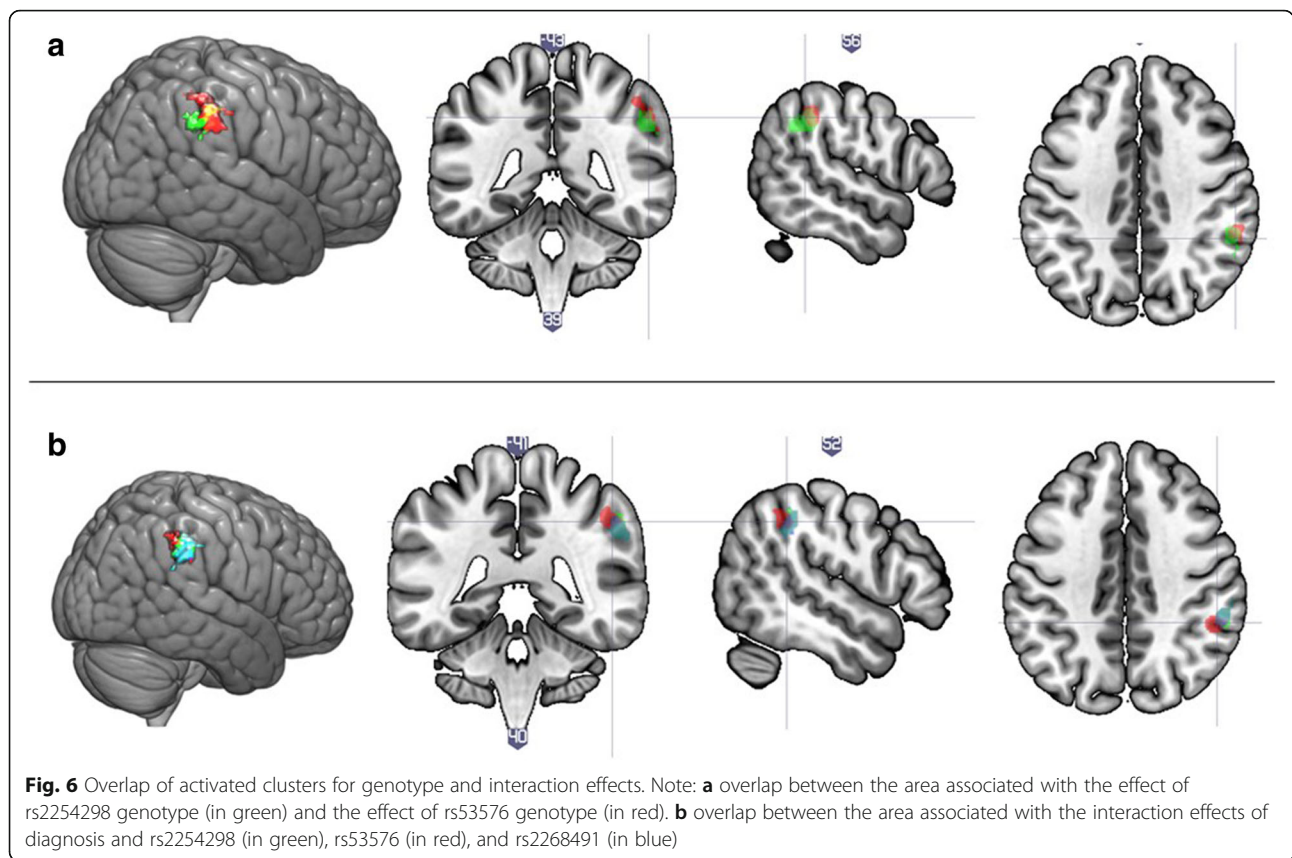 a
-43
56
39
b
-41
52
40
Fig. 6 Overlap of activated clusters for genotype and interaction effects. Note: a overlap between the area associated with the effect of
rs2254298 genotype (in green) and the effect of rs53576 genotype (in red). b overlap between the area associated with the interaction effects of
diagnosis and rs2254298 (in green), rs53576 (in red), and rs2268491 (in blue)